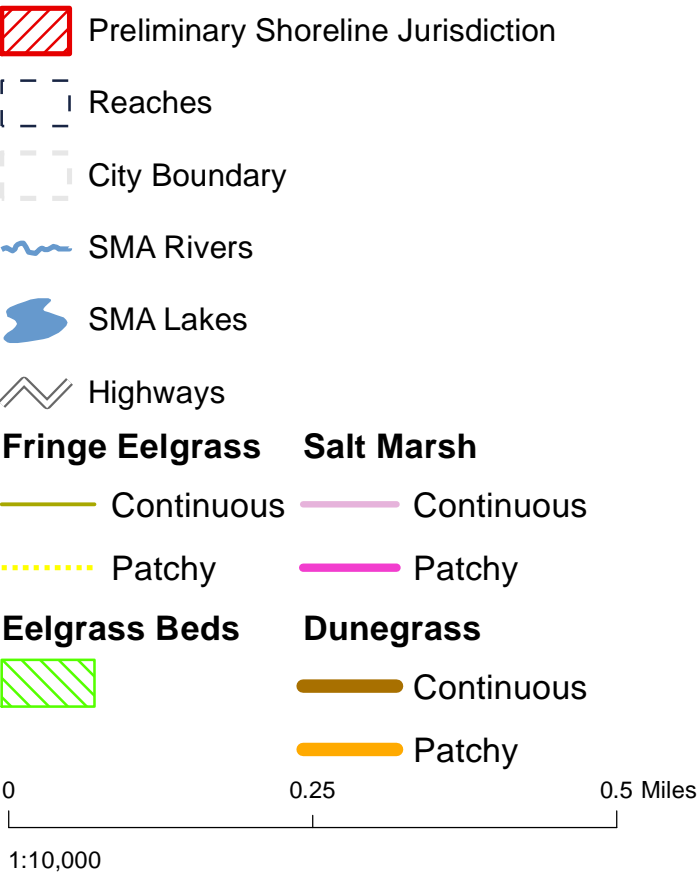 Preliminary Shoreline Jurisdiction
Reaches
City Boundary
SMA Rivers
SMA Lakes
Highways
Fringe Eelgrass Salt Marsh
Continuous Continuous
Patchy Patchy
Eelgrass Beds Dunegrass
Continuous
Patchy
0 0.25 0.5 Miles
1:10,000